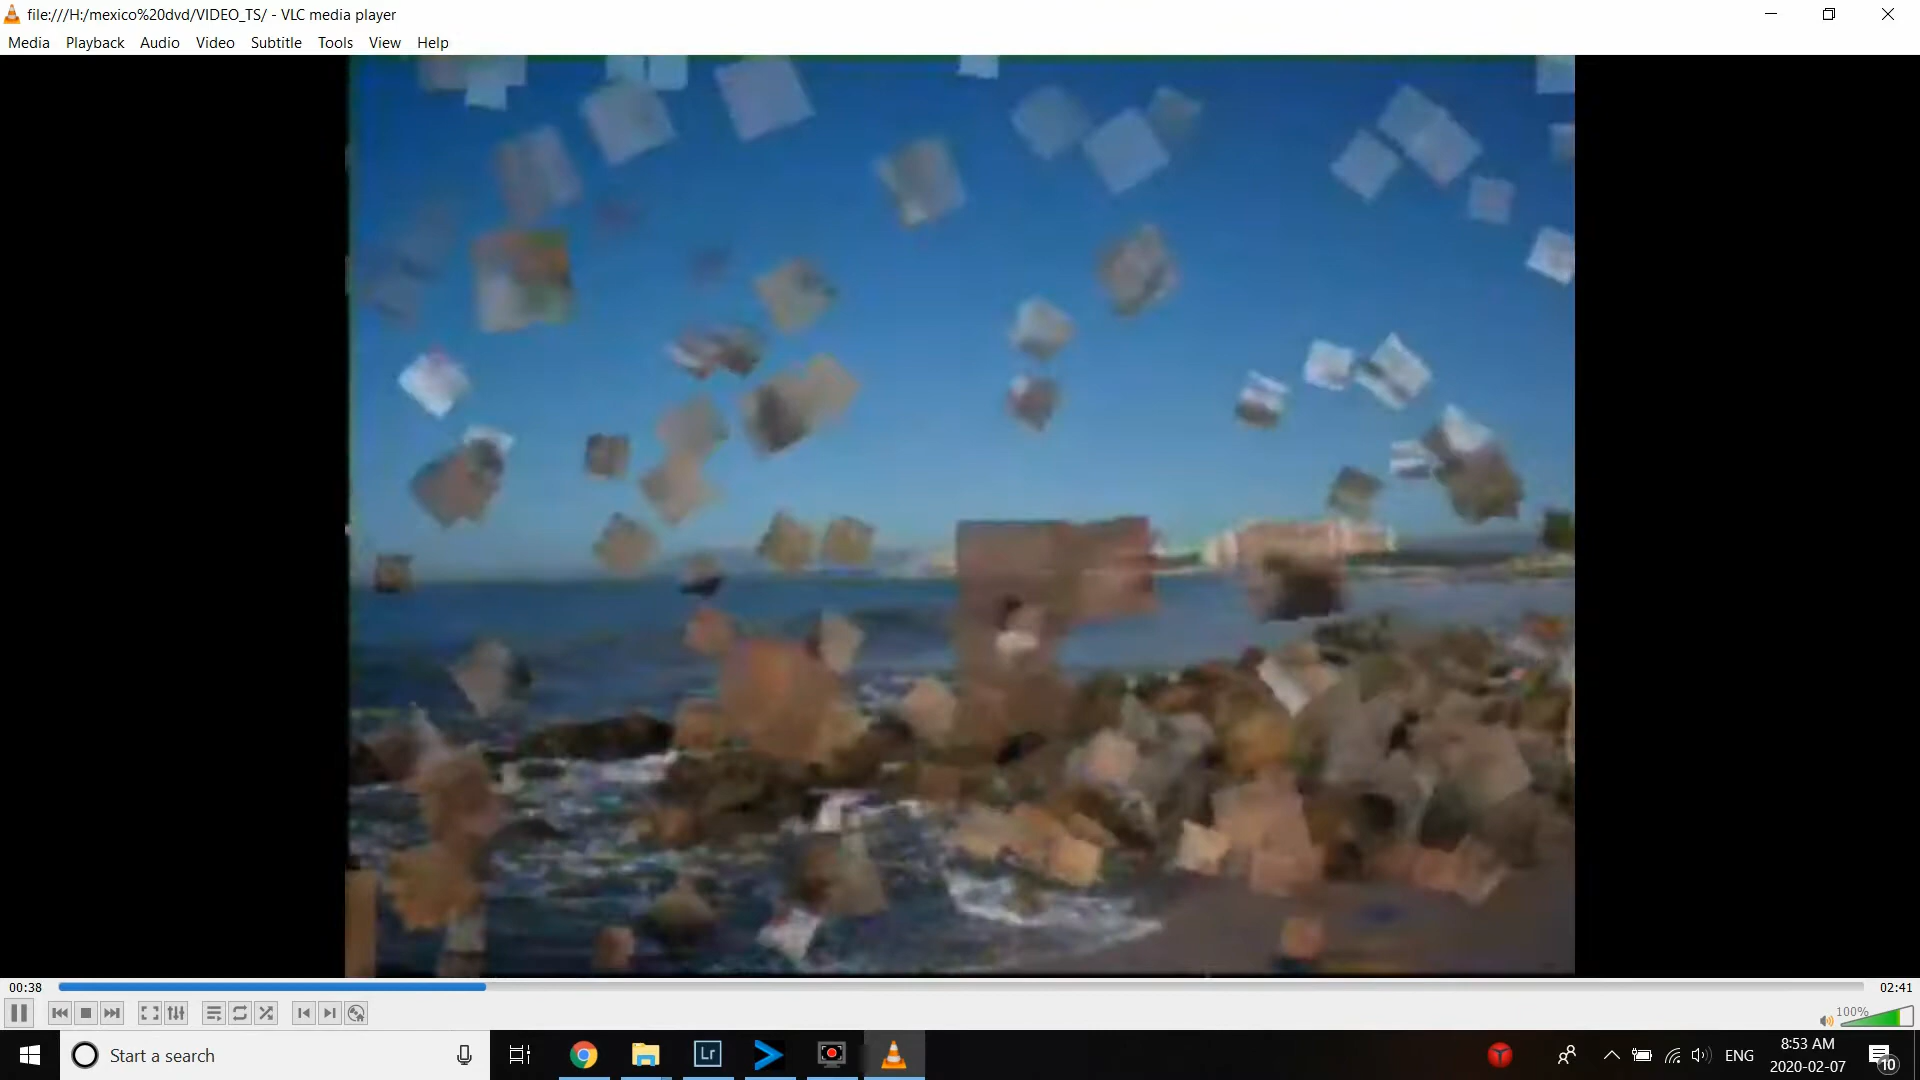 file:///H:/mexico%20dvd/VIDEO_TS/ - VLC media player
Media Playback Audio Video Subtitle Tools View Help
00:38
02:41
100%
Start a search
Lr
ENG
8:53 AM
2020-02-07
10